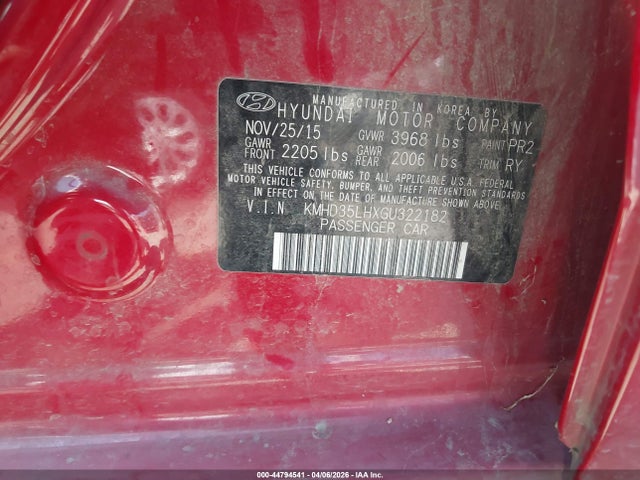 MANUFACTURED IN KOREA BY
HYUNDAI MOTOR COMPANY
NOV/25/15 GVWR 3968 lbs PAINT PR2
GAWR FRONT 2205 lbs GAWR REAR 2006 lbs TRIM RY
THIS VEHICLE CONFORMS TO ALL APPLICABLE U.S.A. FEDERAL
MOTOR VEHICLE SAFETY, BUMPER, AND THEFT PREVENTION STANDARDS
IN EFFECT ON THE DATE OF MANUFACTURE SHOWN ABOVE.
V.I.N KMHD35LHXGU322182
PASSENGER CAR
000-44794541 | 04/06/2026 | IAA Inc.